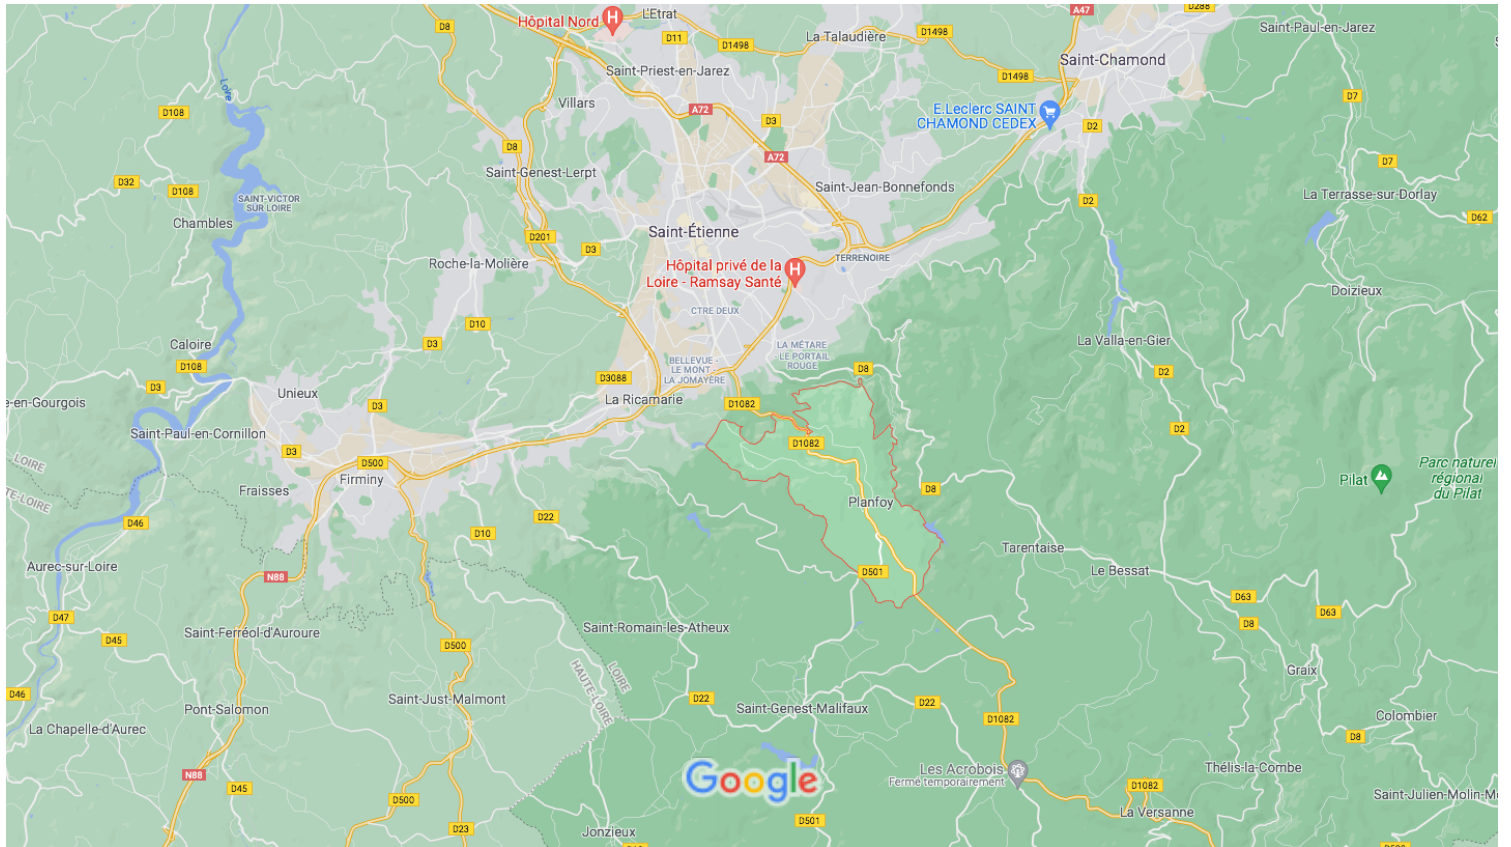 Hôpital Nord
L'Etrat
D8
D11
D1498
La Talaudière
D1498
A47
D288
Saint-Paul-en-Jarez
Saint-Chamond
Saint-Priest-en-Jarez
D1498
Villars
A72
D3
E.Leclerc SAINT
CHAMOND CEDEX
D7
D2
Loire
D108
D8
A72
D7
D32
D108
Saint-Genest-Lerpt
Saint-Jean-Bonnefonds
D2
La Terrasse-sur-Dorlay
SAINT-VICTOR
SUR LOIRE
Chambles
D62
Saint-Étienne
D201
D3
Roche-la-Molière
TERRENOIRE
Hôpital privé de la
Loire - Ramsay Santé
Doizieux
CTRE DEUX
D10
D3
La Valla-en-Gier
Caloire
D108
LA MÉTARE
- LE PORTAIL
ROUGE
BELLEVUE -
LE MONT -
LA JOMAYÈRE
D8
D2
D3088
D3
Unieux
e-en-Gourgois
D3
La Ricamarie
D1082
Saint-Paul-en-Cornillon
D2
D3
D1082
LOIRE
D500
Firminy
Fraisses
TE-LOIRE
Planfoy
D8
Pilat
Parc naturel
régional
du Pilat
D46
D22
D10
Tarentaise
Aurec-sur-Loire
N88
D501
Le Bessat
D47
D63
D63
D8
Saint-Ferréol-d'Auroure
D45
D500
Saint-Romain-les-Atheux
Graix
LOIRE
HAUTE-LOIRE
D46
Saint-Just-Malmont
D22
Saint-Genest-Malifaux
D22
Pont-Salomon
D1082
Colombier
La Chapelle-d'Aurec
D8
N88
Google
Les Acrobois
Fermé temporairement
Thélis-la-Combe
D45
D500
D1082
Saint-Julien-Molin-Mo
La Versanne
D501
D23
Jonzieux